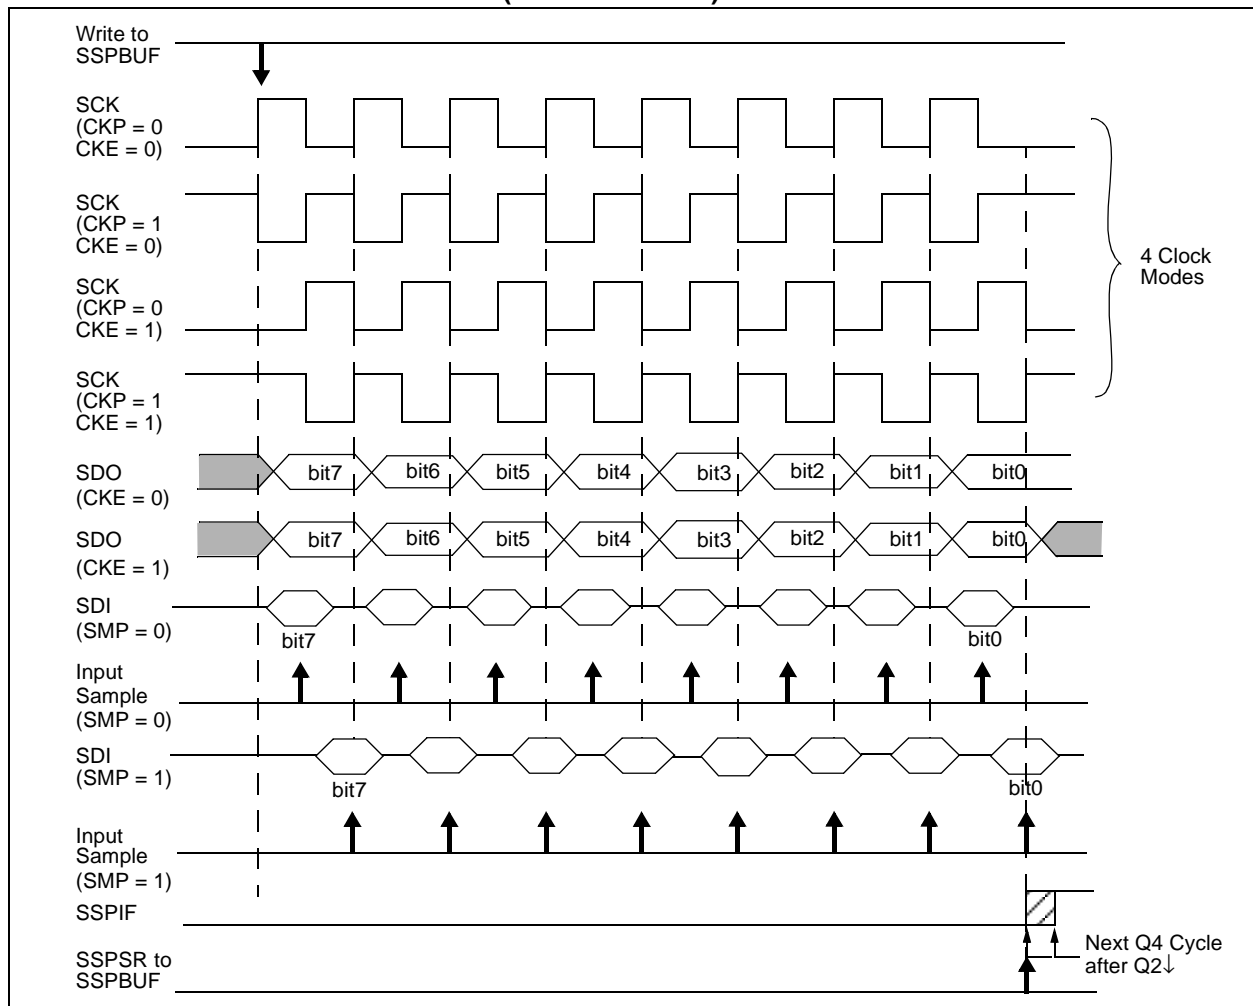 Write to
SSPBUF
SCK
(CKP = 0
CKE = 0)
SCK
(CKP = 1
CKE = 0)
SCK
(CKP = 0
CKE = 1)
SCK
(CKP = 1
CKE = 1)
4 Clock
Modes
SDO
(CKE = 0)
bit7 bit6 bit5 bit4 bit3 bit2 bit1 bit0
SDO
(CKE = 1)
bit7 bit6 bit5 bit4 bit3 bit2 bit1 bit0
SDI
(SMP = 0)
bit7 bit0
Input
Sample
(SMP = 0)
SDI
(SMP = 1)
bit7 bit0
Input
Sample
(SMP = 1)
SSPIF
Next Q4 Cycle
after Q2↓
SSPSR to
SSPBUF